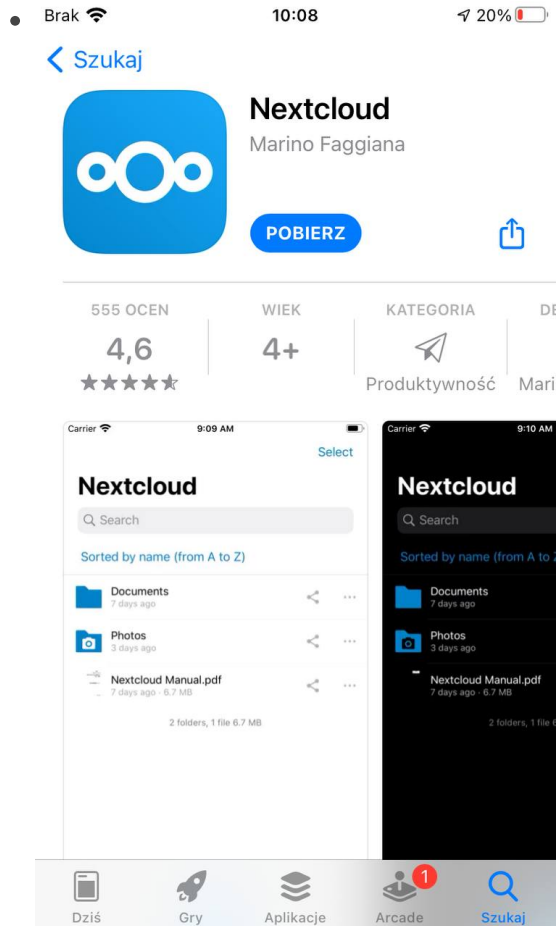 Brak 10:08 20%
Szukaj
Nextcloud
Marino Faggiana
POBIERZ
555 OCEN WIEK KATEGORIA DE
4,6 4+
Produktywność Mari
Carrier 9:09 AM
Select
Nextcloud
Search
Sorted by name (from A to Z)
Documents
7 days ago
Photos
3 days ago
Nextcloud Manual.pdf
7 days ago - 6.7 MB
2 folders, 1 file 6.7 MB
Carrier 9:10 AM
Nextcloud
Search
Sorted by name (from A to Z
Documents
7 days ago
Photos
3 days ago
Nextcloud Manual.pdf
7 days ago - 6.7 MB
2 folders, 1 file 6
1
Dziś Gry Aplikacje Arcade Szukaj